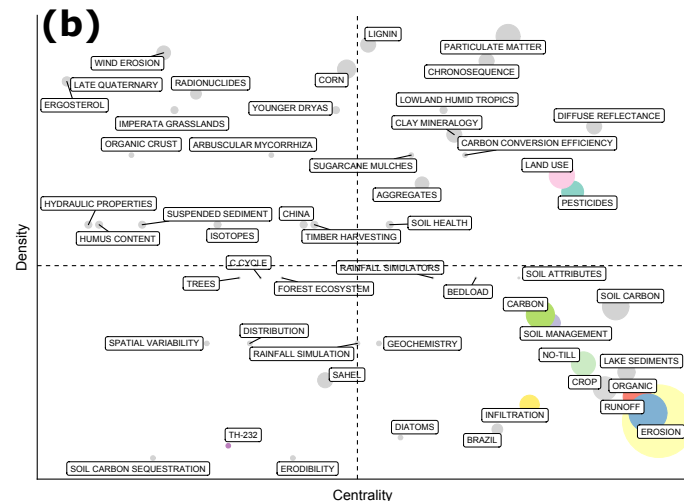 (b)
LIGNIN
PARTICULATE MATTER
WIND EROSION
CHRONOSEQUENCE
CORN
LATE QUATERNARY
RADIONUCLIDES
ERGOSTEROL
YOUNGER DRYAS
LOWLAND HUMID TROPICS
IMPERATA GRASSLANDS
CLAY MINERALOGY
DIFFUSE REFLECTANCE
ORGANIC CRUST
ARBUSCULAR MYCORRHIZA
CARBON CONVERSION EFFICIENCY
SUGARCANE MULCHES
LAND USE
AGGREGATES
PESTICIDES
HYDRAULIC PROPERTIES
SUSPENDED SEDIMENT
CHINA
SOIL HEALTH
HUMUS CONTENT
ISOTOPES
TIMBER HARVESTING
Density
C CYCLE
RAINFALL SIMULATORS
SOIL ATTRIBUTES
TREES
FOREST ECOSYSTEM
BEDLOAD
CARBON
SOIL CARBON
SOIL MANAGEMENT
DISTRIBUTION
SPATIAL VARIABILITY
RAINFALL SIMULATION
GEOCHEMISTRY
NO-TILL
LAKE SEDIMENTS
SAHEL
CROP
ORGANIC
RUNOFF
INFILTRATION
DIATOMS
TH-232
BRAZIL
EROSION
SOIL CARBON SEQUESTRATION
ERODIBILITY
Centrality